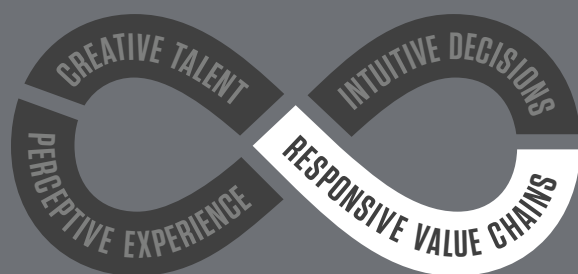 CREATIVE TALENT
INTUITIVE DECISIONS
PERCEPTIVE EXPERIENCE
RESPONSIVE VALUE CHAINS